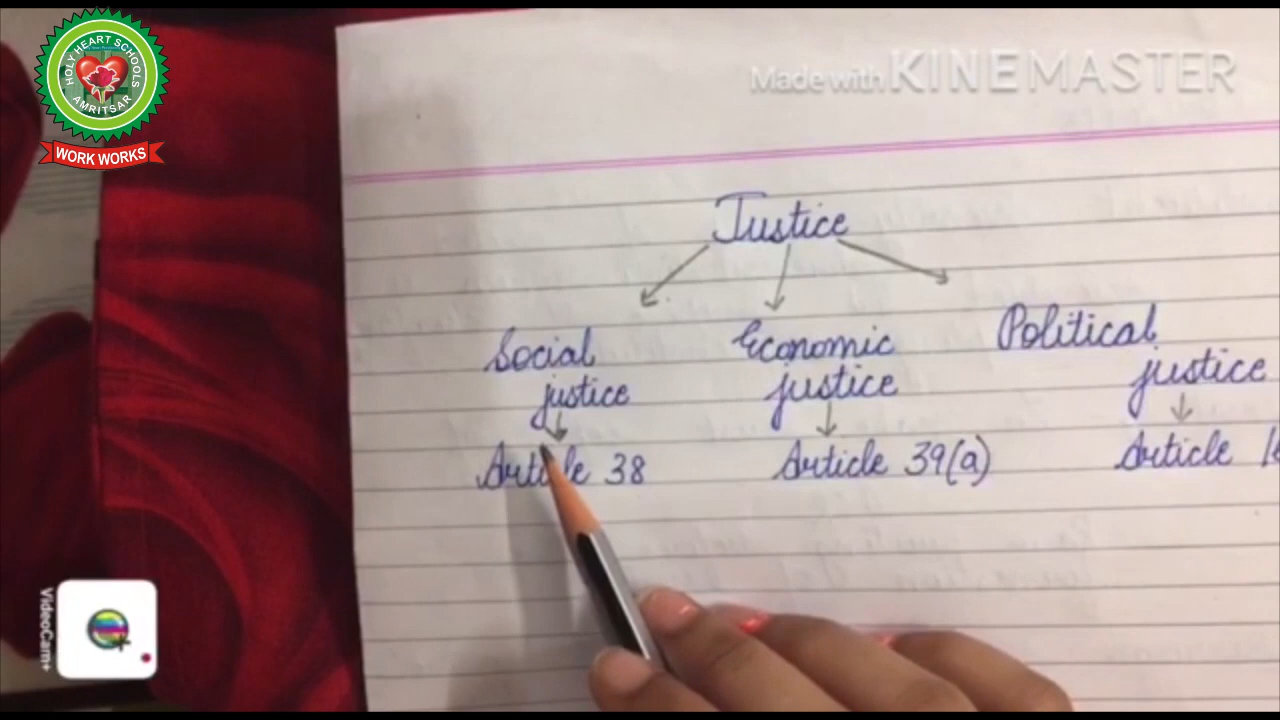 HOLY HEART SCHOOLS
AMRITSAR
WORK WORKS
Made with KINEMASTER
Justice
Social justice
Economic justice
Political justice
Article 38
Article 39(a)
Article
VideoCam+